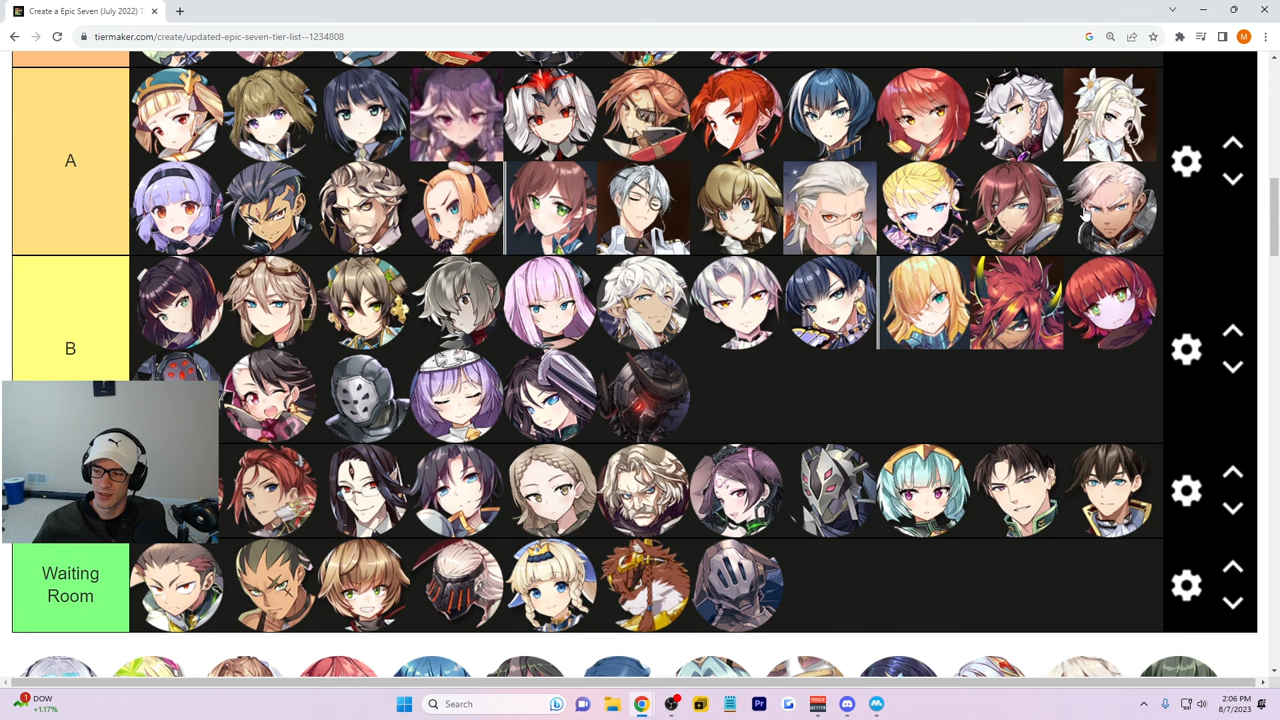 Create a Epic Seven (July 2022) T
tiermaker.com/create/updated-epic-seven-tier-list--1234808
M
A
B
Waiting
Room
1
DOW
+1.17%
Search
2:06 PM
8/7/2023